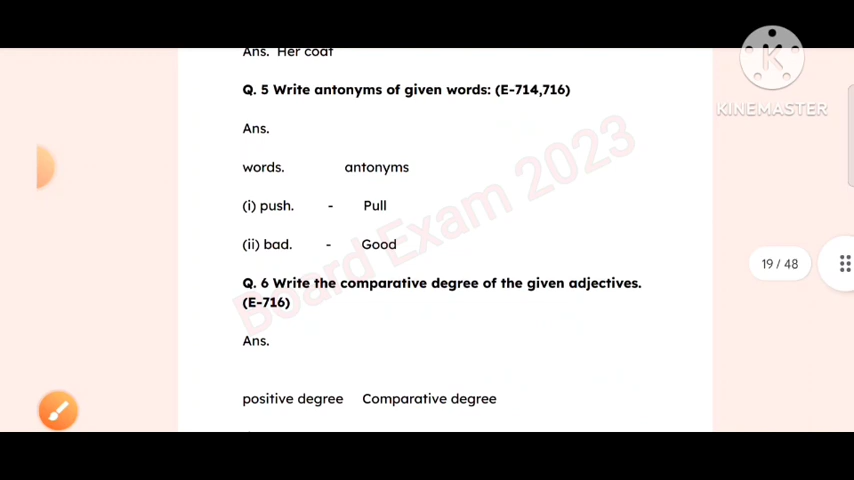 Ans. Her coat
Q. 5 Write antonyms of given words: (E-714,716)
Ans.
words. antonyms
(i) push. - Pull
(ii) bad. - Good
Q. 6 Write the comparative degree of the given adjectives.
(E-716)
Ans.
positive degree Comparative degree
Board Exam 2023
KINEMASTER
19 / 48